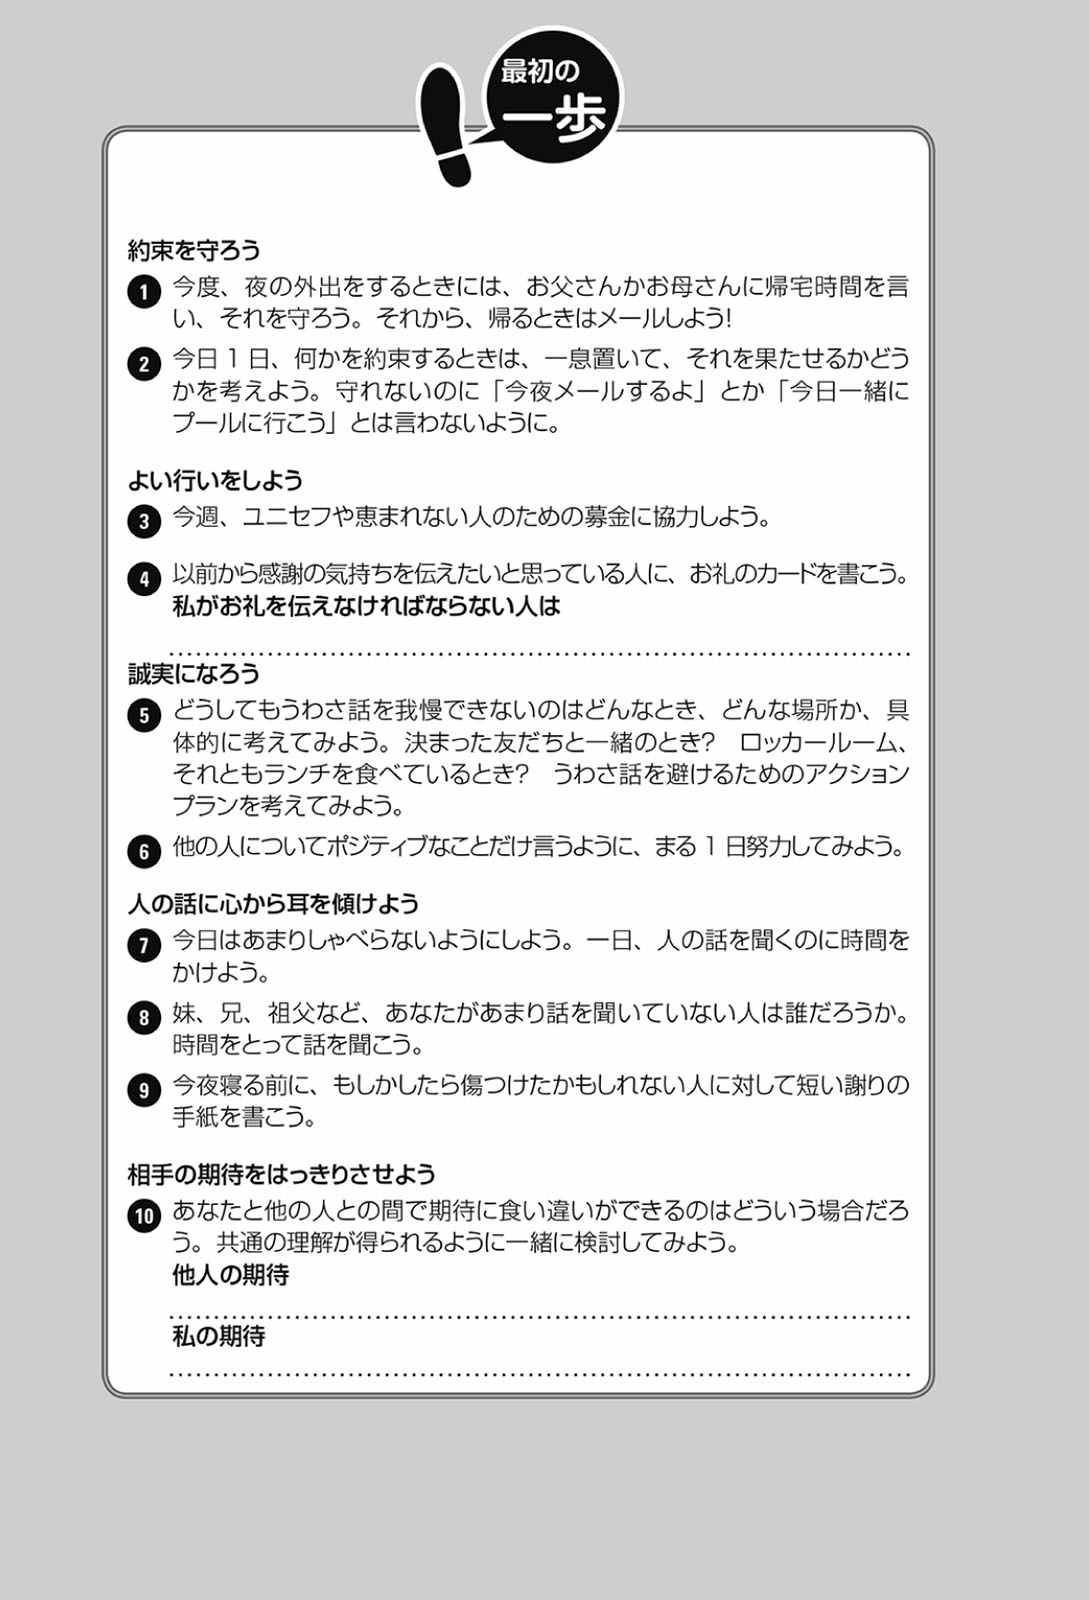 最初の
一歩
約束を守ろう
1 今度、夜の外出をするときには、お父さんかお母さんに帰宅時間を言
い、それを守ろう。それから、帰るときはメールしよう!
2 今日1日、何かを約束するときは、一息置いて、それを果たせるかどう
かを考えよう。守れないのに「今夜メールするよ」とか「今日一緒に
プールに行こう」とは言わないように。
よい行いをしよう
3 今週、ユニセフや恵まれない人のための募金に協力しよう。
4 以前から感謝の気持ちを伝えたいと思っている人に、お礼のカードを書こう。
私がお礼を伝えなければならない人は
誠実になろう
5 どうしてもうわさ話を我慢できないのはどんなとき、どんな場所か、具
体的に考えてみよう。決まった友だちと一緒のとき? ロッカールーム、
それともランチを食べているとき? うわさ話を避けるためのアクション
プランを考えてみよう。
6 他の人についてポジティブなことだけ言うように、まる1日努力してみよう。
人の話に心から耳を傾けよう
7 今日はあまりしゃべらないようにしよう。一日、人の話を聞くのに時間を
かけよう。
8 妹、兄、祖父など、あなたがあまり話を聞いていない人は誰だろうか。
時間をとって話を聞こう。
9 今夜寝る前に、もしかしたら傷つけたかもしれない人に対して短い謝りの
手紙を書こう。
相手の期待をはっきりさせよう
10 あなたと他の人との間で期待に食い違いができるのはどういう場合だろ
う。共通の理解が得られるように一緒に検討してみよう。
他人の期待
私の期待